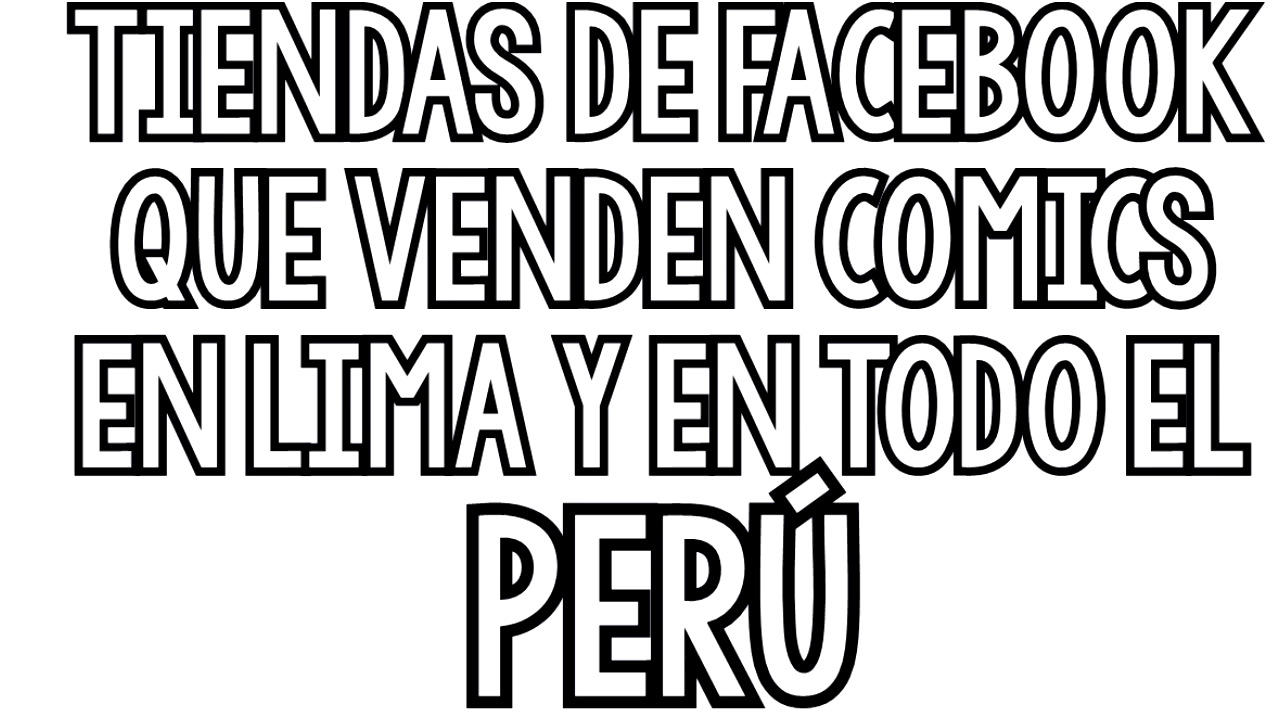 TIENDAS DE FACEBOOK
QUE VENDEN COMICS
EN LIMA Y EN TODO EL
PERÚ